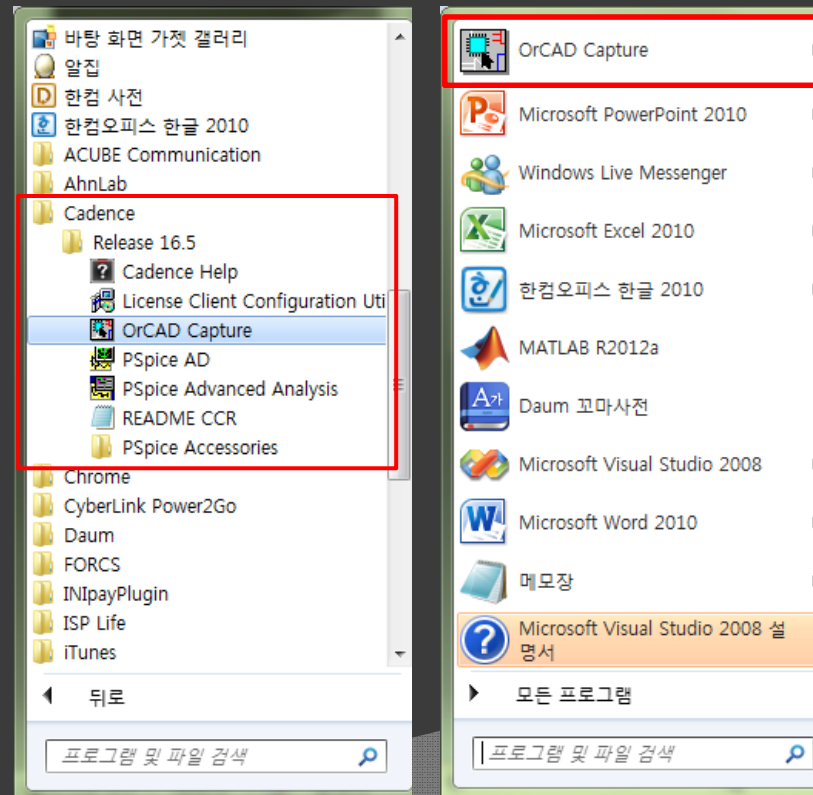 바탕 화면 가젯 갤러리
알집
한컴 사전
한컴오피스 한글 2010
ACUBE Communication
AhnLab
Cadence
Release 16.5
Cadence Help
License Client Configuration Uti
OrCAD Capture
PSpice AD
PSpice Advanced Analysis
README CCR
PSpice Accessories
Chrome
CyberLink Power2Go
Daum
FORCS
INIpayPlugin
ISP Life
iTunes
뒤로
프로그램 및 파일 검색
OrCAD Capture
Microsoft PowerPoint 2010
Windows Live Messenger
Microsoft Excel 2010
한컴오피스 한글 2010
MATLAB R2012a
Daum 꼬마사전
Microsoft Visual Studio 2008
Microsoft Word 2010
메모장
Microsoft Visual Studio 2008 설
명서
모든 프로그램
프로그램 및 파일 검색